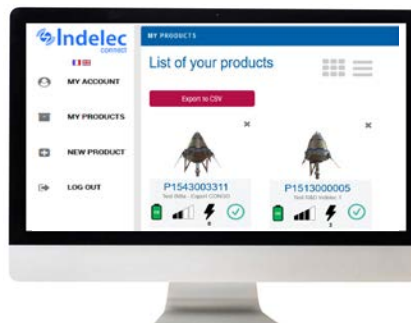 Indelec
connect
MY PRODUCTS
List of your products
MY ACCOUNT
Export to CSV
MY PRODUCTS
NEW PRODUCT
LOG OUT
P1543003311
P1513000005